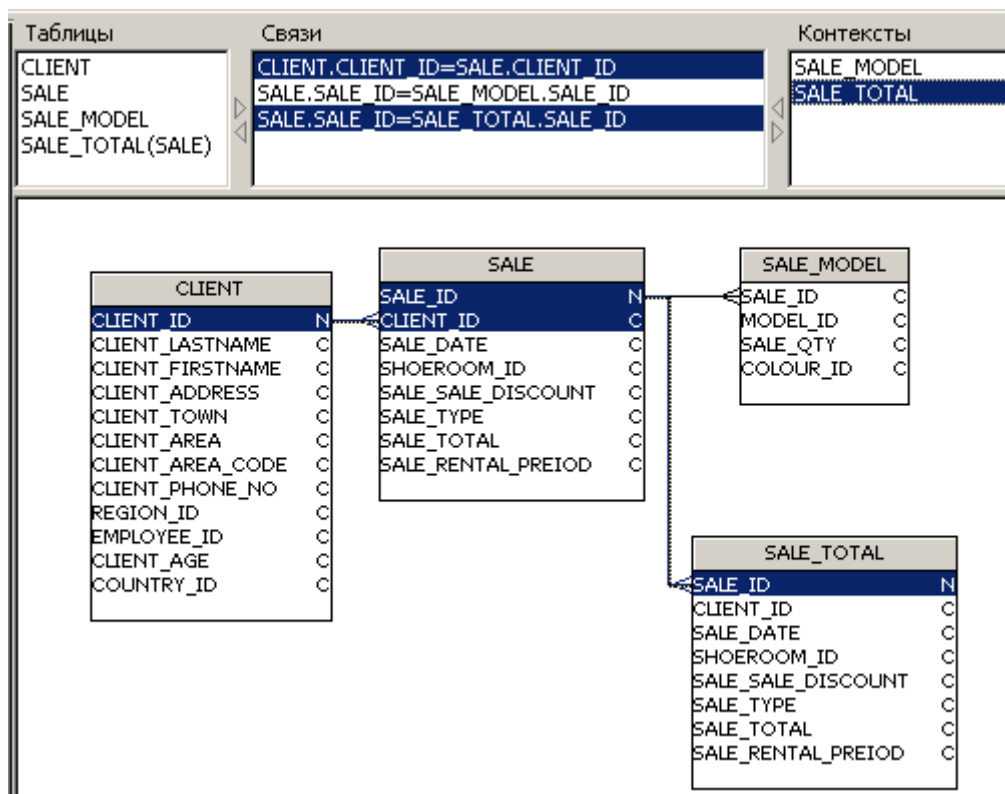 Таблицы
CLIENT
SALE
SALE_MODEL
SALE_TOTAL(SALE)
Связи
CLIENT.CLIENT_ID=SALE.CLIENT_ID
SALE.SALE_ID=SALE_MODEL.SALE_ID
SALE.SALE_ID=SALE_TOTAL.SALE_ID
Контексты
SALE_MODEL
SALE_TOTAL
CLIENT
CLIENT_ID N
CLIENT_LASTNAME C
CLIENT_FIRSTNAME C
CLIENT_ADDRESS C
CLIENT_TOWN C
CLIENT_AREA C
CLIENT_AREA_CODE C
CLIENT_PHONE_NO C
REGION_ID C
EMPLOYEE_ID C
CLIENT_AGE C
COUNTRY_ID C
SALE
SALE_ID N
CLIENT_ID C
SALE_DATE C
SHOEROOM_ID C
SALE_SALE_DISCOUNT C
SALE_TYPE C
SALE_TOTAL C
SALE_RENTAL_PREIOD C
SALE_MODEL
SALE_ID C
MODEL_ID C
SALE_QTY C
COLOUR_ID C
SALE_TOTAL
SALE_ID N
CLIENT_ID C
SALE_DATE C
SHOEROOM_ID C
SALE_SALE_DISCOUNT C
SALE_TYPE C
SALE_TOTAL C
SALE_RENTAL_PREIOD C